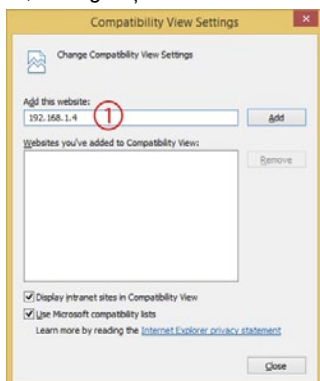 Compatibility View Settings
×
Change Compatibility View Settings
Add this website:
192.168.1.4
1
Add
Websites you've added to Compatibility View:
Remove
Display intranet sites in Compatibility View
Use Microsoft compatibility lists
Learn more by reading the Internet Explorer privacy statement
Close